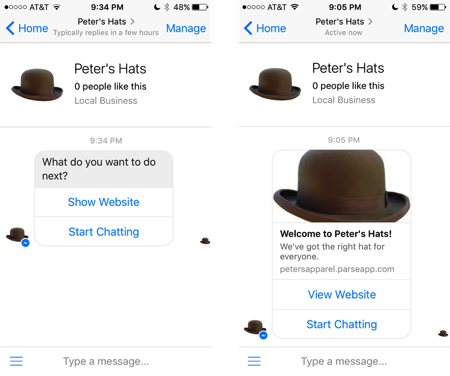 AT&T 9:34 PM 48%
Home
Peter's Hats
Typically replies in a few hours
Manage
Peter's Hats
0 people like this
Local Business
9:34 PM
What do you want to do
next?
Show Website
Start Chatting
Type a message...
AT&T 9:05 PM 59%
Home
Peter's Hats
Active now
Manage
Peter's Hats
0 people like this
Local Business
9:05 PM
Welcome to Peter's Hats!
We've got the right hat for
everyone.
petersapparel.parseapp.com
View Website
Start Chatting
Type a message...